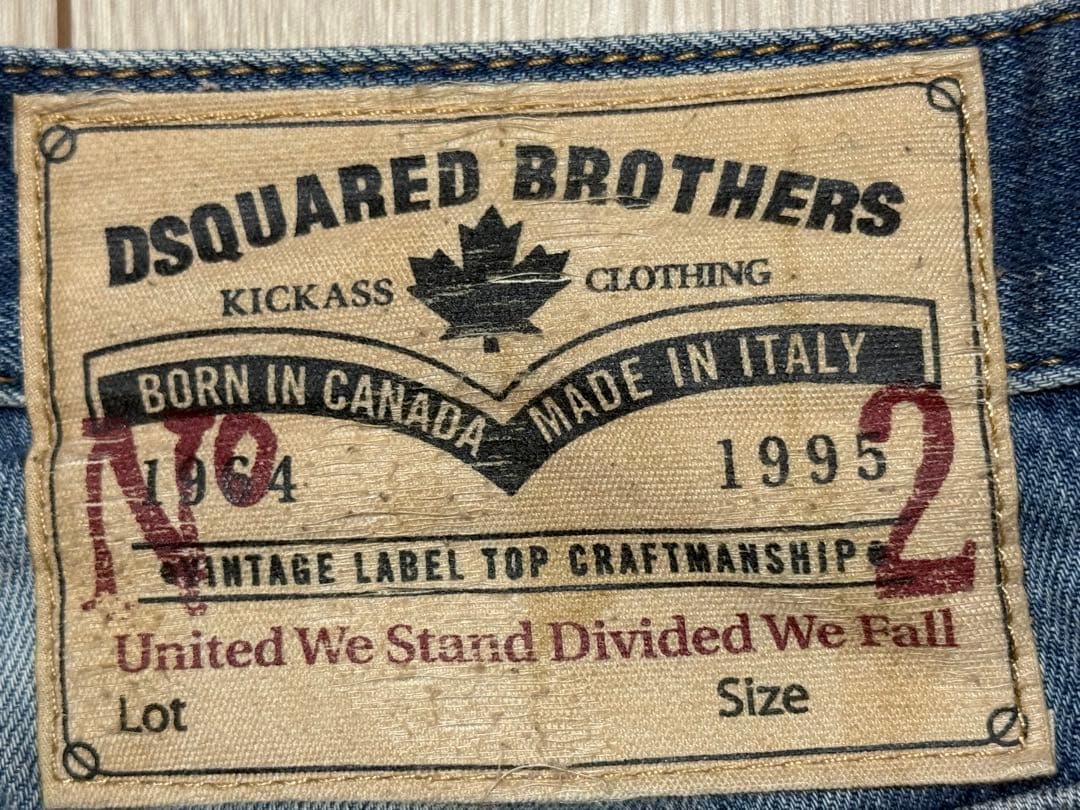 DSQUARED BROTHERS
KICKASS CLOTHING
BORN IN CANADA MADE IN ITALY
No 2
1964 1995
VINTAGE LABEL TOP CRAFTMANSHIP
United We Stand Divided We Fall
Lot Size